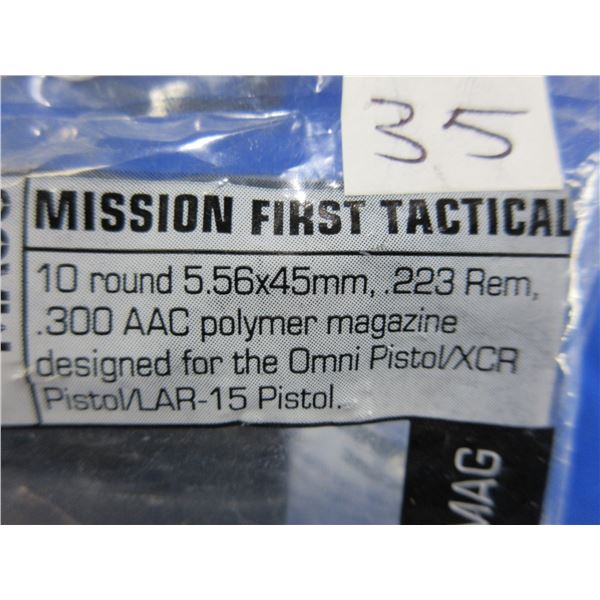 35
MISSION FIRST TACTICAL
10 round 5.56x45mm, .223 Rem,
.300 AAC polymer magazine
designed for the Omni Pistol/XCR
Pistol/LAR-15 Pistol.
MAG